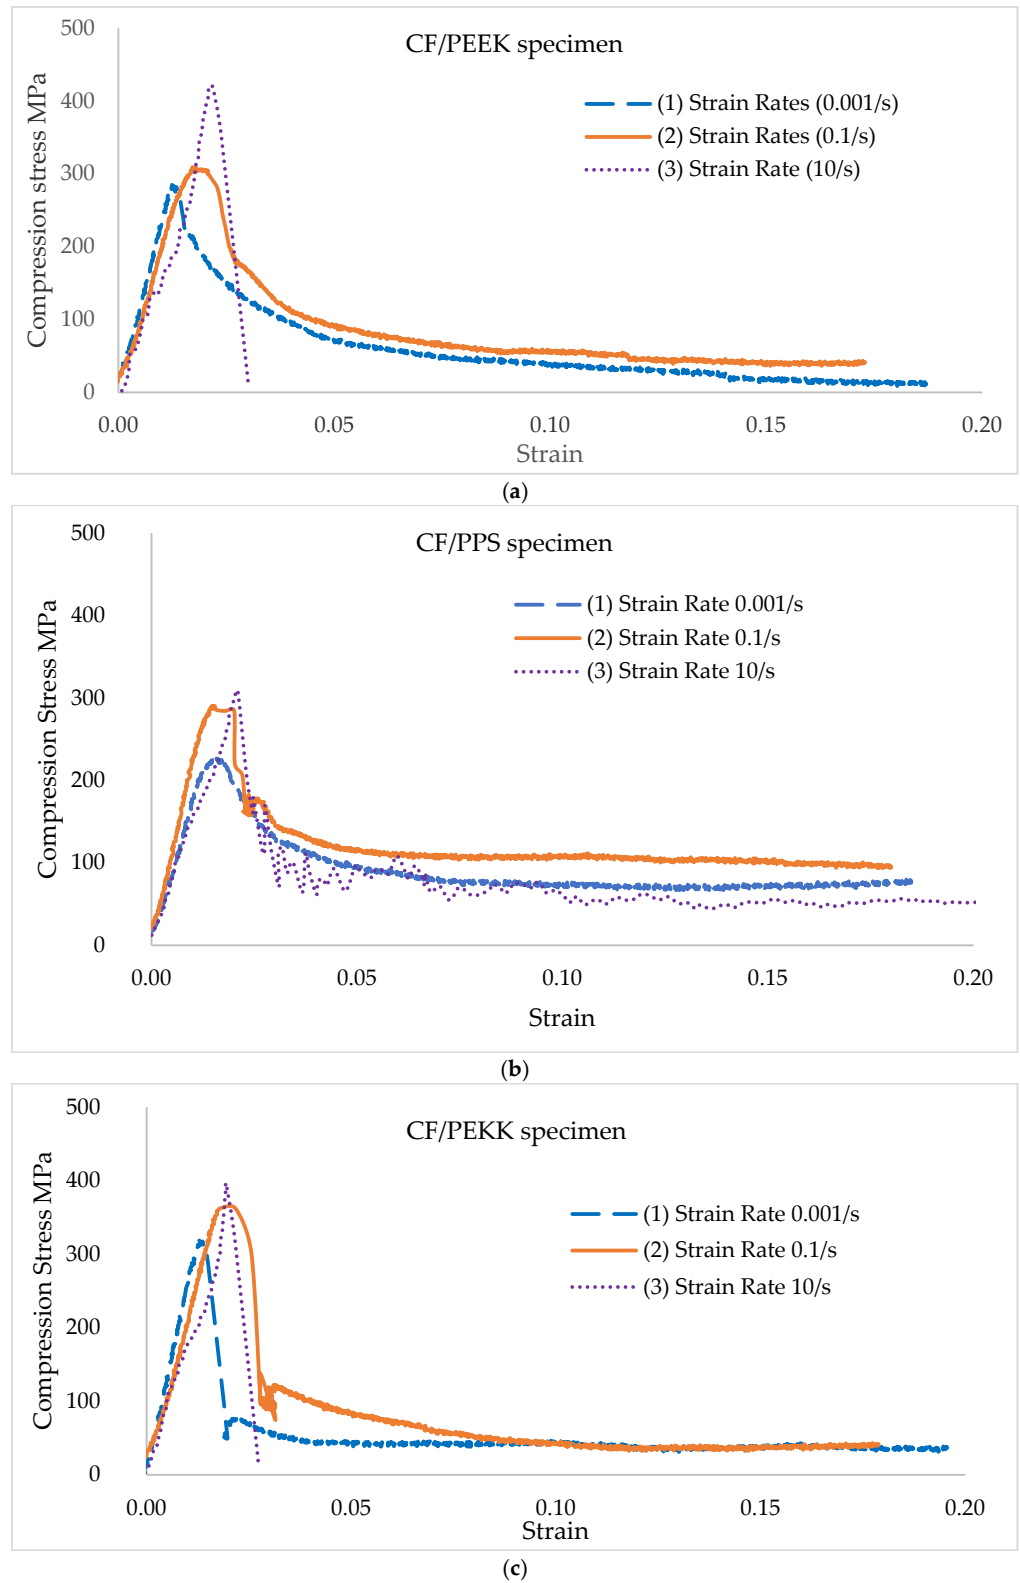 CF/PEEK specimen
Compression stress MPa
500
400
300
200
100
0
(1) Strain Rates (0.001/s)
(2) Strain Rates (0.1/s)
(3) Strain Rate (10/s)
0.00 0.05 0.10 0.15 0.20
Strain
(a)
CF/PPS specimen
Compression Stress MPa
500
400
300
200
100
0
(1) Strain Rate 0.001/s
(2) Strain Rate 0.1/s
(3) Strain Rate 10/s
0.00 0.05 0.10 0.15 0.20
Strain
(b)
CF/PEKK specimen
Compression Stress MPa
500
400
300
200
100
0
(1) Strain Rate 0.001/s
(2) Strain Rate 0.1/s
(3) Strain Rate 10/s
0.00 0.05 0.10 0.15 0.20
Strain
(c)